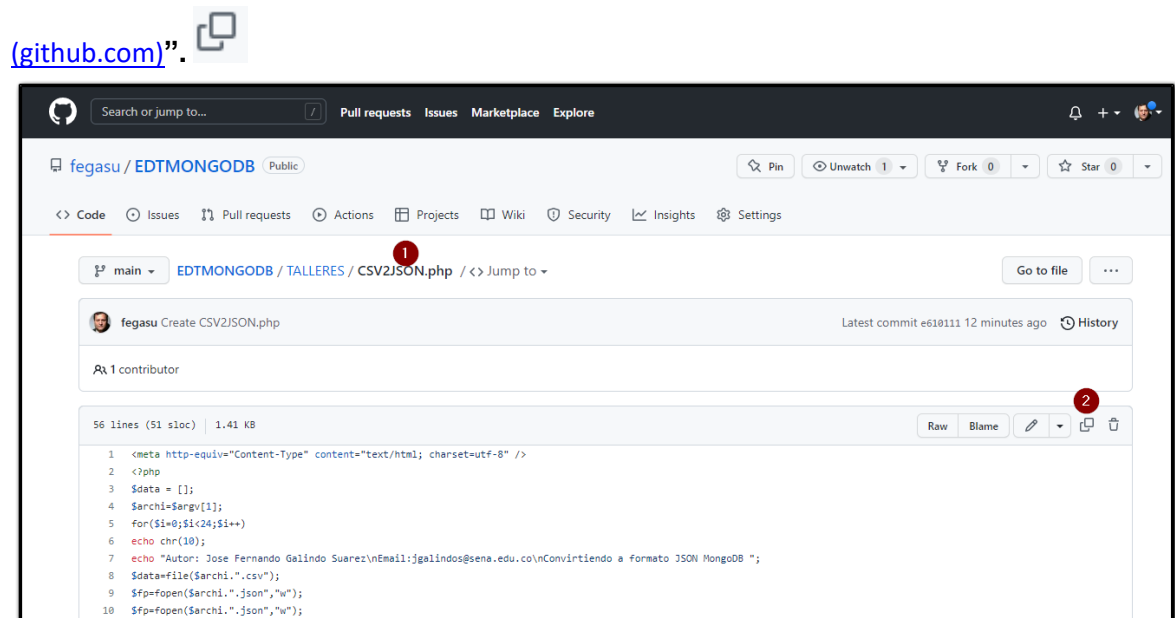 (github.com)”.
Search or jump to... /
Pull requests Issues Marketplace Explore
fegasu / EDTMONGODB Public
Pin Unwatch 1 Fork 0 Star 0
Code Issues Pull requests Actions Projects Wiki Security Insights Settings
1
main EDTMONGODB / TALLERES / CSV2JSON.php / <> Jump to
Go to file ...
fegasu Create CSV2JSON.php
Latest commit e610111 12 minutes ago History
1 contributor
2
56 lines (51 sloc) 1.41 KB
Raw Blame
1 <meta http-equiv="Content-Type" content="text/html; charset=utf-8" />
2 <?php
3 $data = [];
4 $archi=$argv[1];
5 for($i=0;$i<24;$i++)
6 echo chr(10);
7 echo "Autor: Jose Fernando Galindo Suarez\nEmail:jgalindos@sena.edu.co\nConvirtiendo a formato JSON MongoDB ";
8 $data=file($archi.".csv");
9 $fp=fopen($archi.".json","w");
10 $fp=fopen($archi.".json","w");